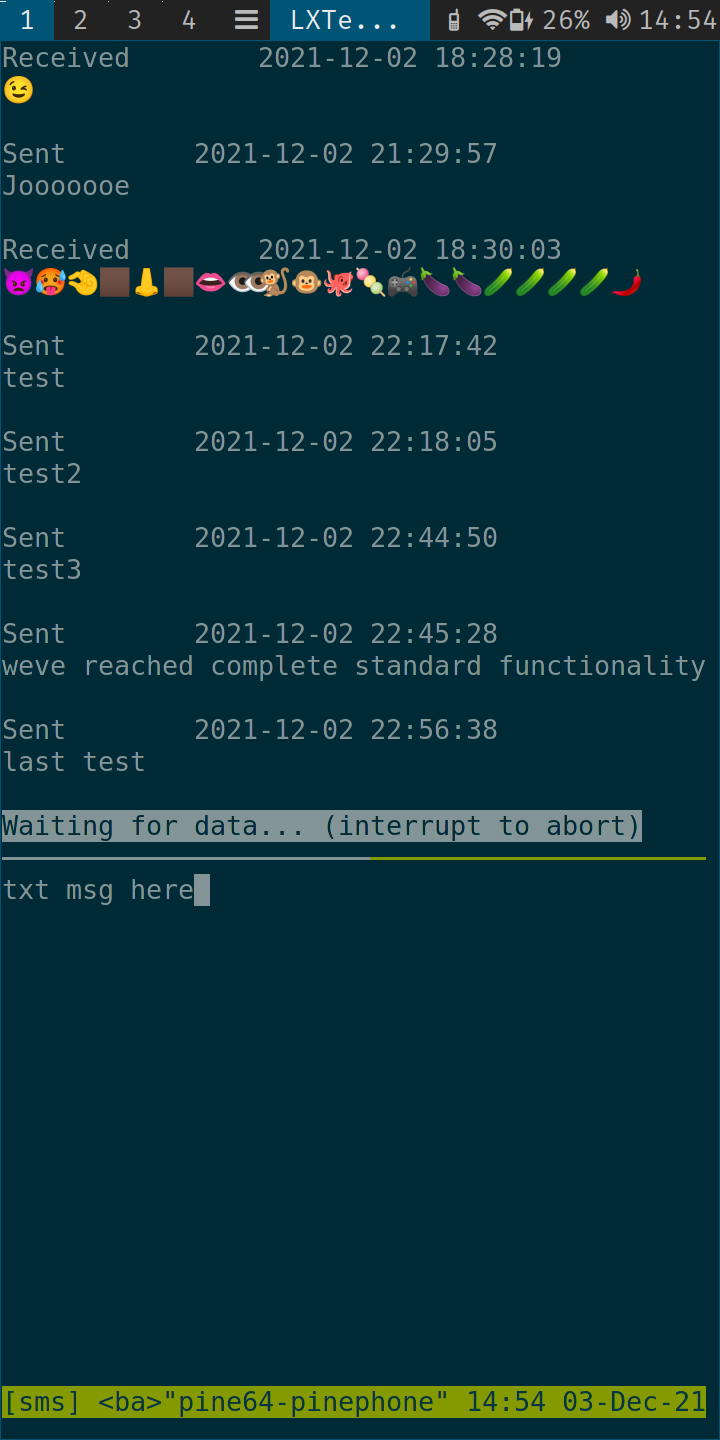 1 2 3 4 LXTe... 26% 14:54
Received 2021-12-02 18:28:19
😉
Sent 2021-12-02 21:29:57
Jooooooe
Received 2021-12-02 18:30:03
👿🥵🤏🏿👃🏿👄👁👁🐒🐵🐙🍡🎮🍆🍆🥒🥒🥒🥒🌶
Sent 2021-12-02 22:17:42
test
Sent 2021-12-02 22:18:05
test2
Sent 2021-12-02 22:44:50
test3
Sent 2021-12-02 22:45:28
weve reached complete standard functionality
Sent 2021-12-02 22:56:38
last test
Waiting for data... (interrupt to abort)
txt msg here
[sms] <ba>"pine64-pinephone" 14:54 03-Dec-21